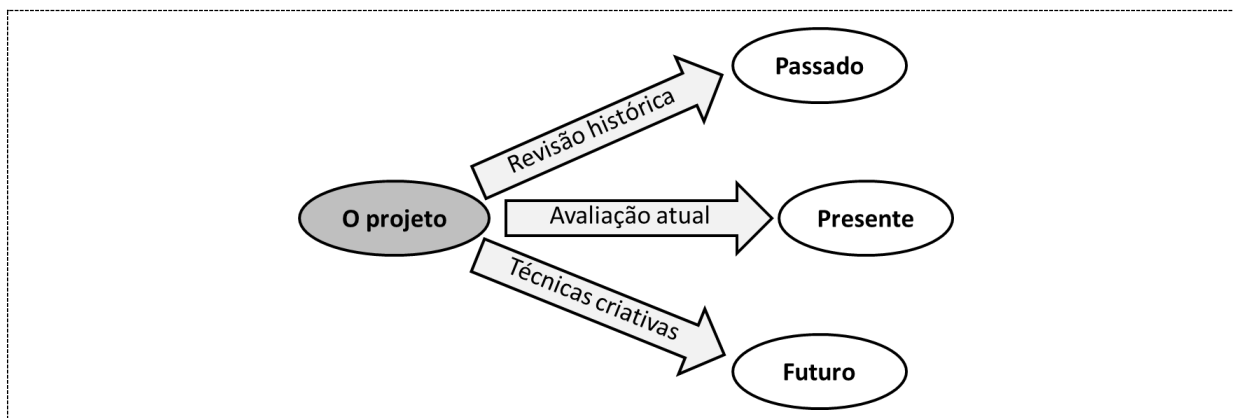 Passado
Revisão histórica
O projeto
Avaliação atual
Presente
Técnicas criativas
Futuro